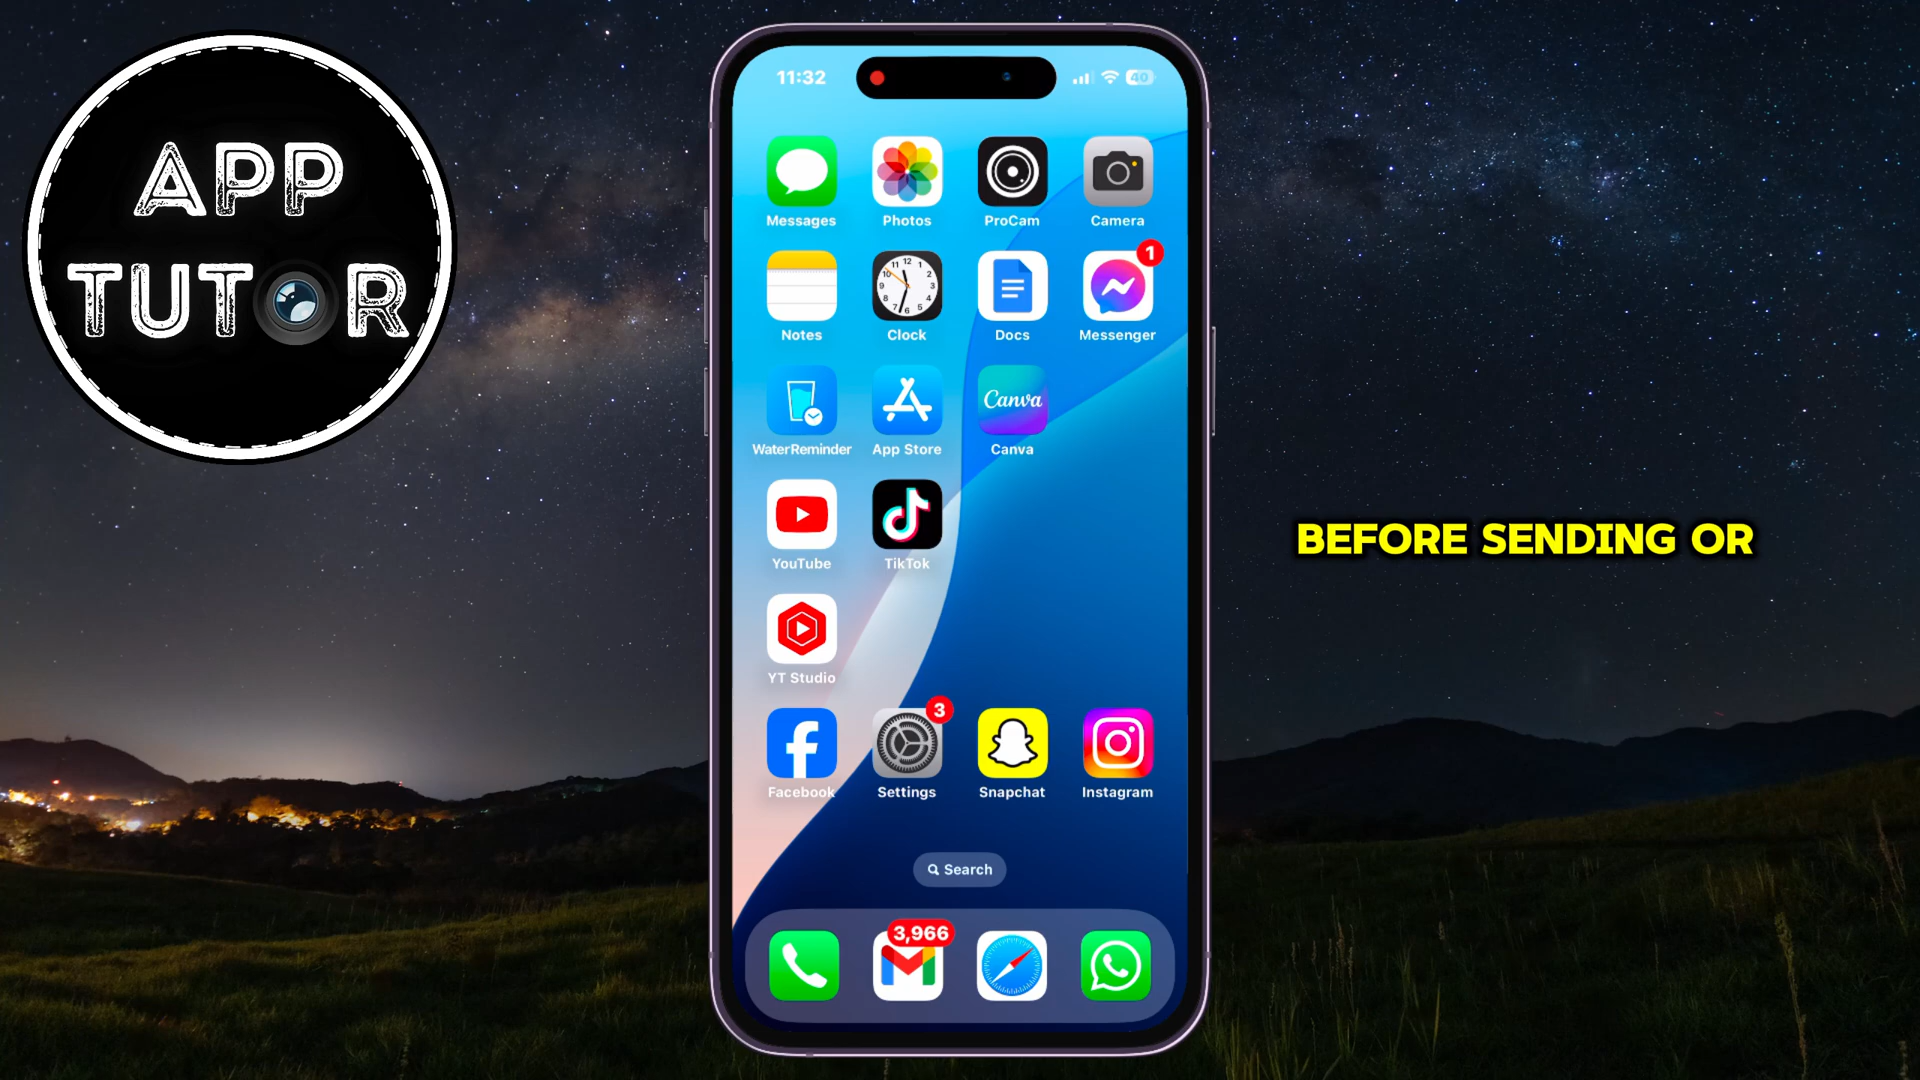 APP
TUTOR
11:32
40
Messages
Photos
ProCam
Camera
1
Notes
Clock
Docs
Messenger
Canva
WaterReminder
App Store
Canva
YouTube
TikTok
YT Studio
3
Facebook
Settings
Snapchat
Instagram
Search
3,966
BEFORE SENDING OR